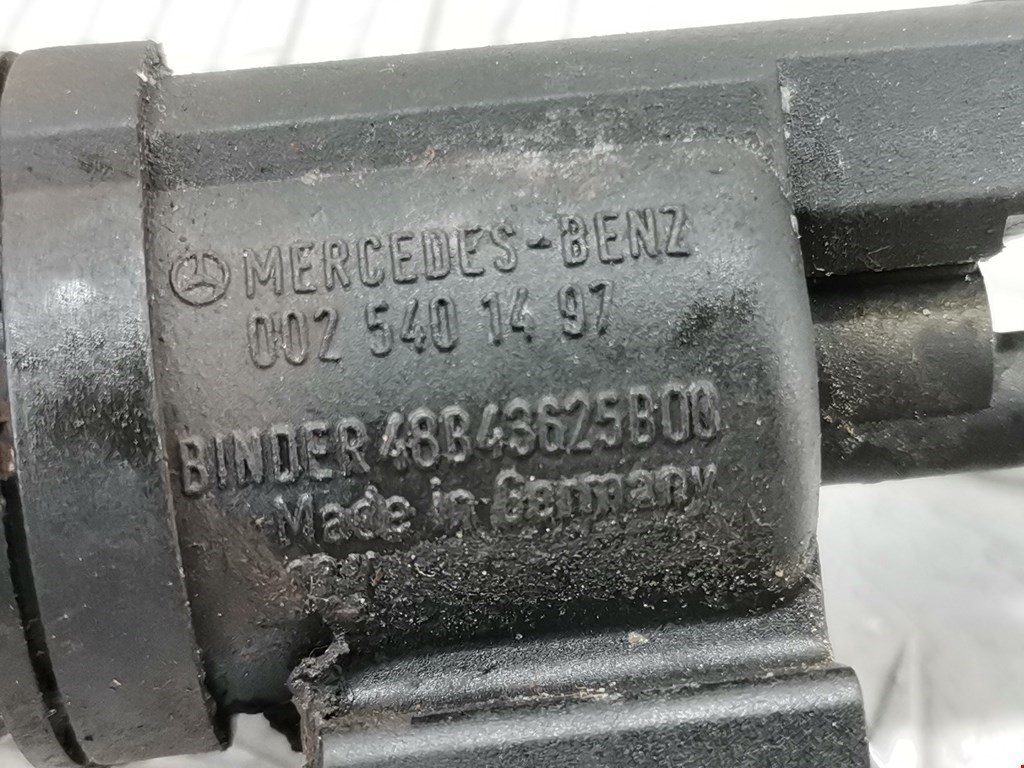 MERCEDES-BENZ
002 540 14 97
BINDER 48B43625B00
Made in Germany